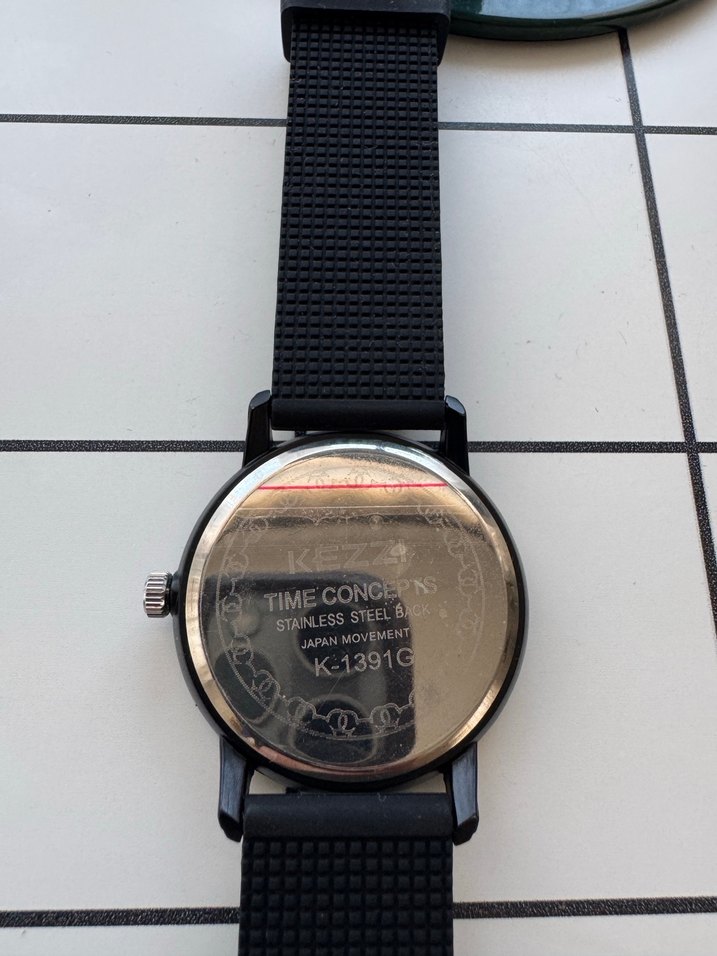 KEZZI
TIME CONCEPTS
STAINLESS STEEL BACK
JAPAN MOVEMENT
K-1391G